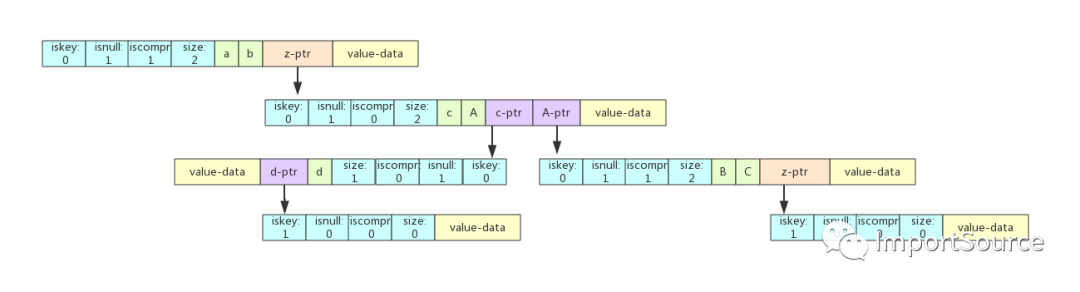 iskey: isnull: iscompr size: a b z-ptr value-data
0 1 1 2
iskey: isnull: iscompr size: c A c-ptr A-ptr value-data
0 1 0 2
value-data d-ptr d size: iscompr: isnull: iskey:
1 0 1 0
iskey: isnull: iscompr size: B C z-ptr value-data
0 1 1 2
iskey: isnull: iscompr size: value-data
1 0 0 0
iskey: isnull: iscompr size: value-data
1 0 0
ImportSource